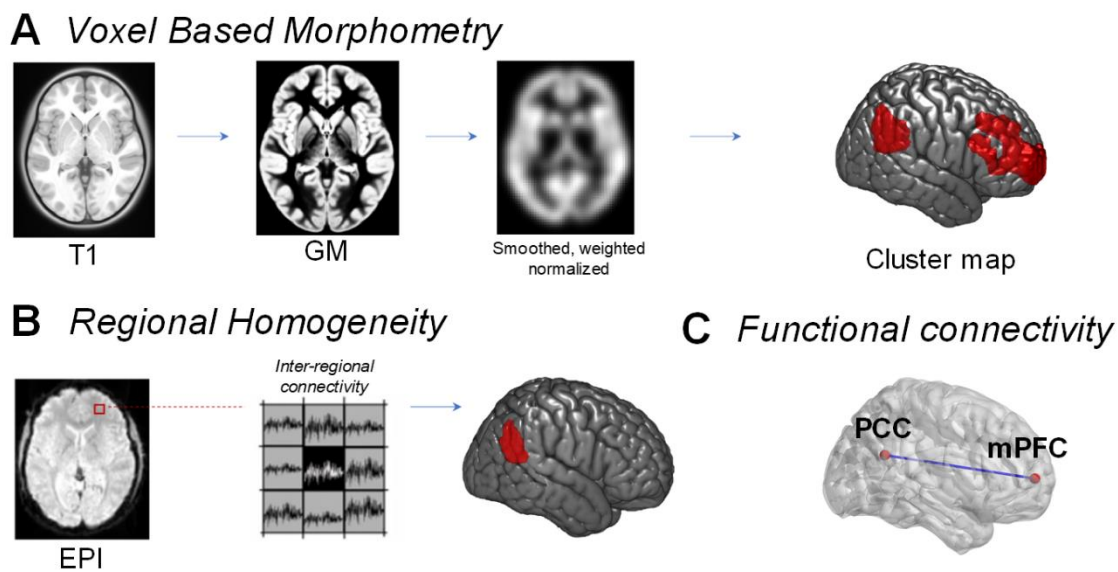 A Voxel Based Morphometry
T1
GM
Smoothed, weighted
normalized
Cluster map
B Regional Homogeneity
Inter-regional
connectivity
EPI
C Functional connectivity
PCC
mPFC